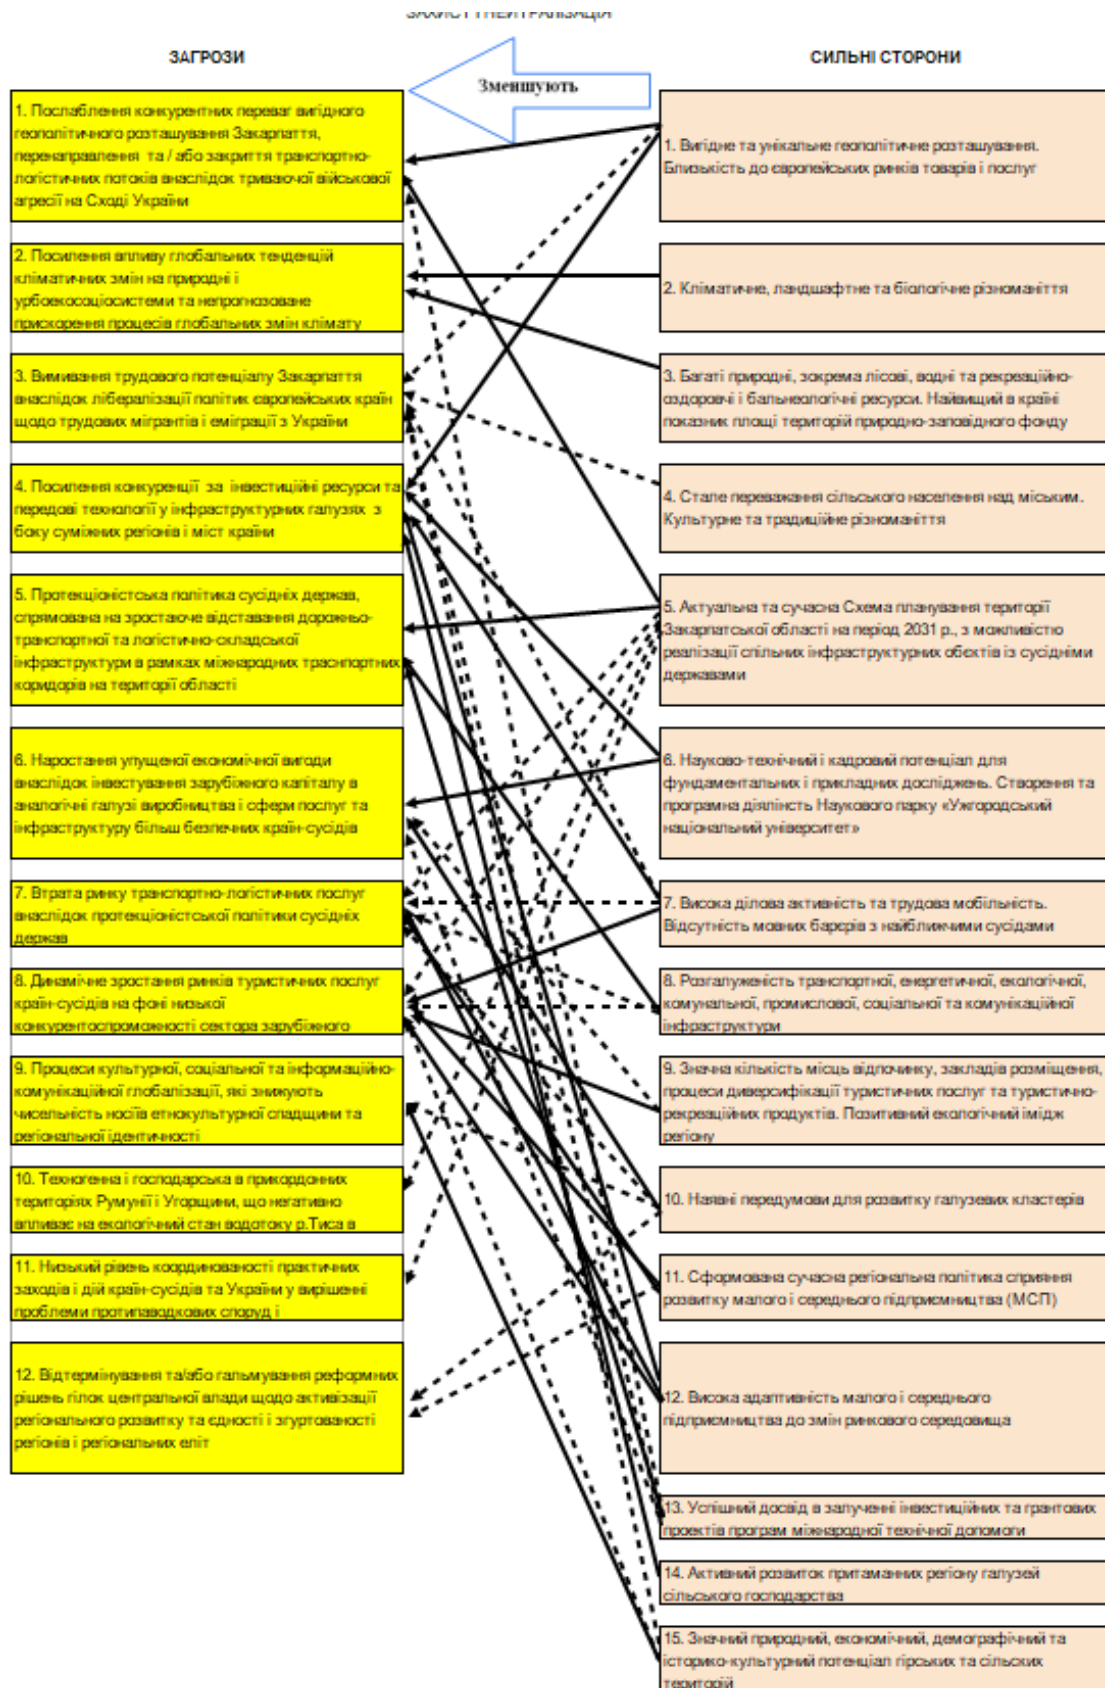 ЗАХИСТ І НЕЙТРАЛІЗАЦІЯ
ЗАГРОЗИ
СИЛЬНІ СТОРОНИ
Зменшують
1. Послаблення конкурентних переваг вигідного
геополітичного розташування Закарпаття,
перенаправлення та / або закриття транспортно-
логістичних потоків внаслідок триваючої військової
агресії на Сході України
2. Посилення впливу глобальних тенденцій
кліматичних змін на природні і
урбоекосоціосистеми та непрогнозоване
прискорення процесів глобальних змін клімату
3. Вимивання трудового потенціалу Закарпаття
внаслідок лібералізації політик європейських країн
щодо трудових мігрантів і еміграції з України
4. Посилення конкуренції за інвестиційні ресурси та
передові технології у інфраструктурних галузях з
боку суміжних регіонів і міст країни
5. Протекціоністська політика сусідніх держав,
спрямована на зростаюче відставання дорожньо-
транспортної та логістично-складської
інфраструктури в рамках міжнародних траснпортних
коридорів на території області
6. Наростання упущеної економічної вигоди
внаслідок інвестування зарубіжного капіталу в
аналогічні галузі виробництва і сфери послуг та
інфраструктуру більш безпечних країн-сусідів
7. Втрата ринку транспортно-логістичних послуг
внаслідок протекціоністської політики сусідніх
держав
8. Динамічне зростання ринків туристичних послуг
країн-сусідів на фоні низької
конкурентоспроможності сектора зарубіжного
9. Процеси культурної, соціальної та інформаційно-
комунікаційної глобалізації, які знижують
чисельність носіїв етнокультурної спадщини та
регіональної ідентичності
10. Техногенна і господарська в прикордонних
територіях Румунії і Угорщини, що негативно
впливає на екологічний стан водотоку р.Тиса в
11. Низький рівень координованості практичних
заходів і дій країн-сусідів та України у вирішенні
проблеми протипаводкових споруд і
12. Відтермінування та/або гальмування реформних
рішень гілок центральної влади щодо активізації
регіонального розвитку та єдності і згуртованості
регіонів і регіональних еліт
1. Вигідне та унікальне геополітичне розташування.
Близькість до європейських ринків товарів і послуг
2. Кліматичне, ландшафтне та біологічне різноманіття
3. Багаті природні, зокрема лісові, водні та рекреаційно-
оздоровчі і бальнеологічні ресурси. Найвищий в країні
показник площі територій природно-заповідного фонду
4. Стале переважання сільського населення над міським.
Культурне та традиційне різноманіття
5. Актуальна та сучасна Схема планування території
Закарпатської області на період 2031 р., з можливістю
реалізації спільних інфраструктурних обєктів із сусідніми
державами
6. Науково-технічний і кадровий потенціал для
фундаментальних і прикладних досліджень. Створення та
програмна діялінсть Наукового парку «Ужгородський
національний університет»
7. Висока ділова активність та трудова мобільність.
Відсутність мовних барєрів з найближчими сусідами
8. Розгалуженість транспортної, енергетичної, екологічної,
комунальної, промислової, соціальної та комунікаційної
інфраструктури
9. Значна кількість місць відпочинку, закладів розміщення,
процеси диверсифікації туристичних послуг та туристично-
рекреаційних продуктів. Позитивний екологічний імідж
регіону
10. Наявні передумови для розвитку галузевих кластерів
11. Сформована сучасна регіональна політика сприяння
розвитку малого і середнього підприємництва (МСП)
12. Висока адаптивність малого і середнього
підприємництва до змін ринкового середовища
13. Успішний досвід в залученні інвестиційних та грантових
проектів програм міжнародної технічної допомоги
14. Активний розвиток притаманних регіону галузей
сільського господарства
15. Значний природний, економічний, демографічний та
історико-культурний потенціал гірських та сільских
територій